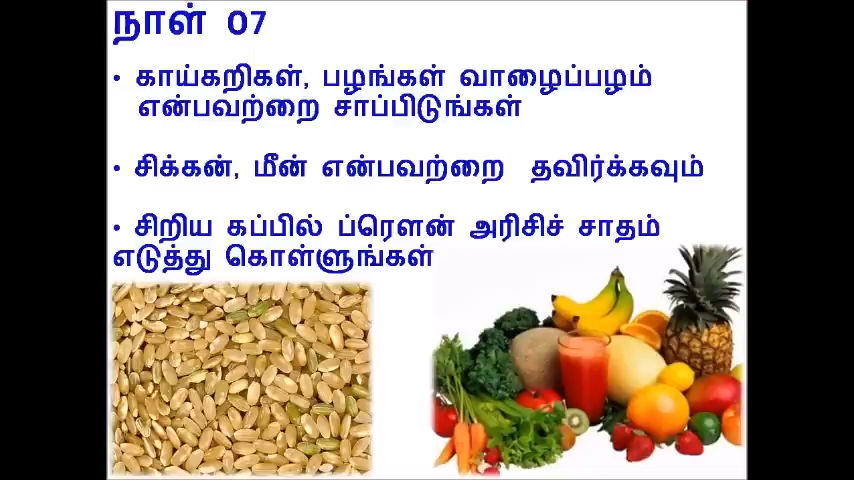 நாள் 07
• காய்கறிகள், பழங்கள் வாழைப்பழம்
என்பவற்றை சாப்பிடுங்கள்
• சிக்கன், மீன் என்பவற்றை தவிர்க்கவும்
• சிறிய கப்பில் ப்ரௌன் அரிசிச் சாதம்
எடுத்து கொள்ளுங்கள்